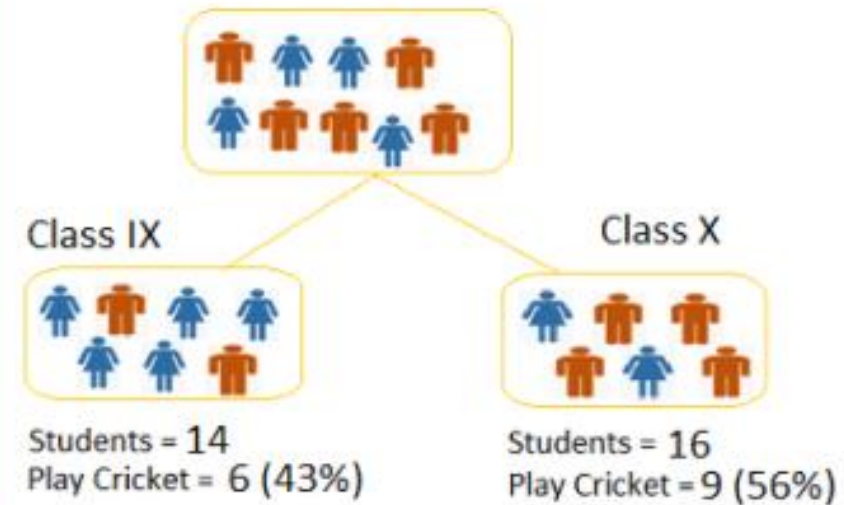 Class IX
Class X
Students = 14
Play Cricket = 6 (43%)
Students = 16
Play Cricket = 9 (56%)